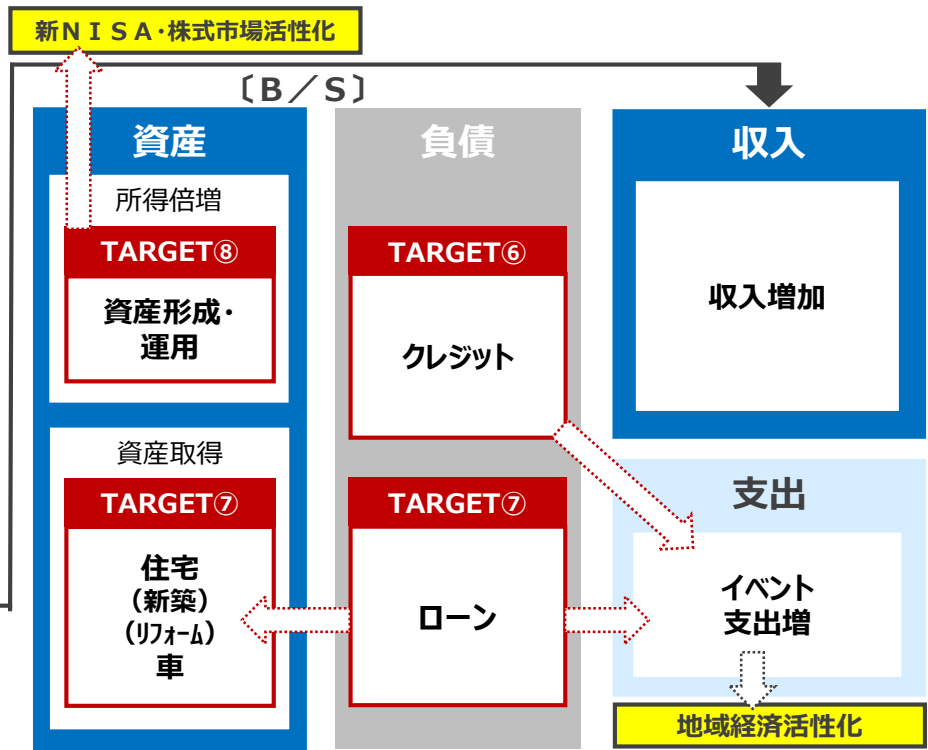 新ＮＩＳＡ・株式市場活性化
〔Ｂ／Ｓ〕
資産
所得倍増
TARGET⑧
資産形成・
運用
資産取得
TARGET⑦
住宅
（新築）
（ﾘﾌｫｰﾑ）
車
負債
TARGET⑥
クレジット
TARGET⑦
ローン
収入
収入増加
支出
イベント
支出増
地域経済活性化